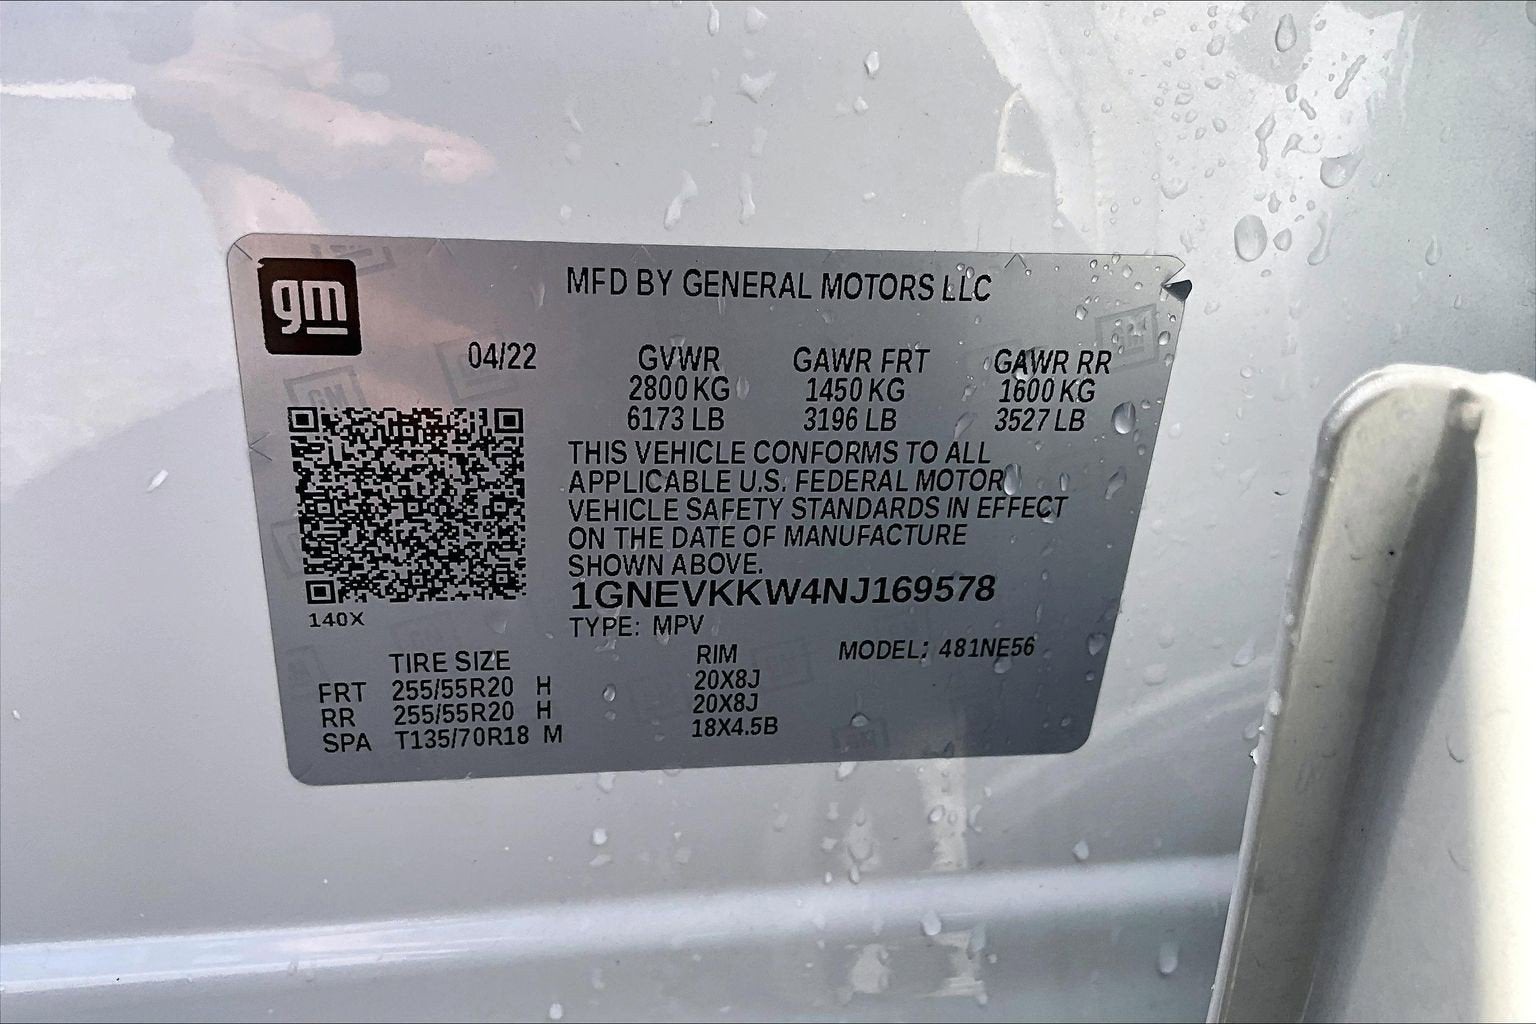 gm
MFD BY GENERAL MOTORS LLC
04/22 GVWR GAWR FRT GAWR RR
2800 KG 1450 KG 1600 KG
6173 LB 3196 LB 3527 LB
THIS VEHICLE CONFORMS TO ALL
APPLICABLE U.S. FEDERAL MOTOR
VEHICLE SAFETY STANDARDS IN EFFECT
ON THE DATE OF MANUFACTURE
SHOWN ABOVE.
1GNEVKKW4NJ169578
140X
TYPE: MPV
TIRE SIZE RIM MODEL: 481NE56
FRT 255/55R20 H 20X8J
RR 255/55R20 H 20X8J
SPA T135/70R18 M 18X4.5B